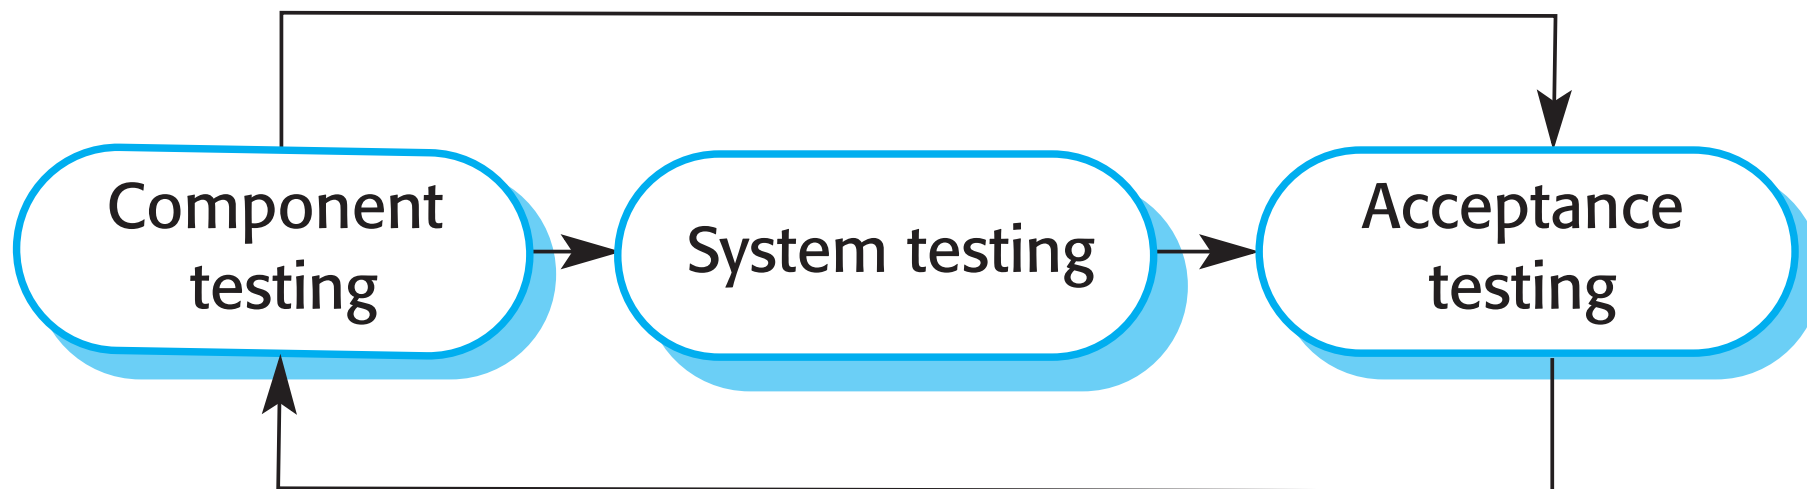 Component
testing
System testing
Acceptance
testing